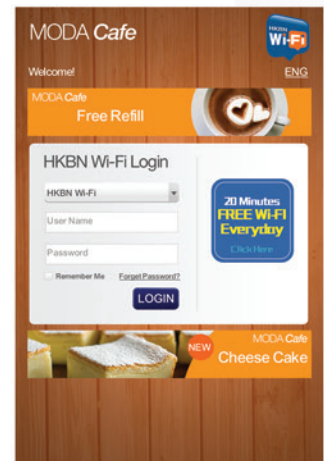 MODA Cafe
HKBN
Wi-Fi
Welcome!
ENG
MODA Cafe
Free Refill
HKBN Wi-Fi Login
HKBN Wi-Fi
User Name
Password
Remember Me
Forget Password?
LOGIN
20 Minutes
FREE Wi-Fi
Everyday
Click Here
NEW
MODA Cafe
Cheese Cake